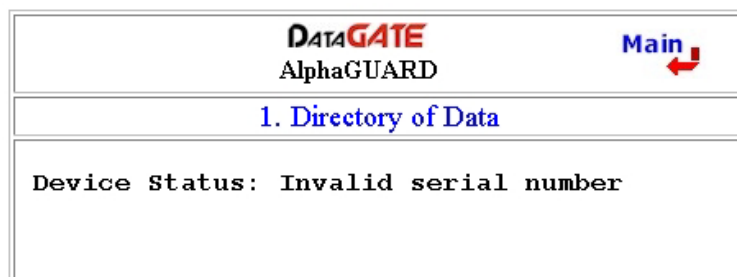 DATAGATE
AlphaGUARD
Main
1. Directory of Data
Device Status: Invalid serial number